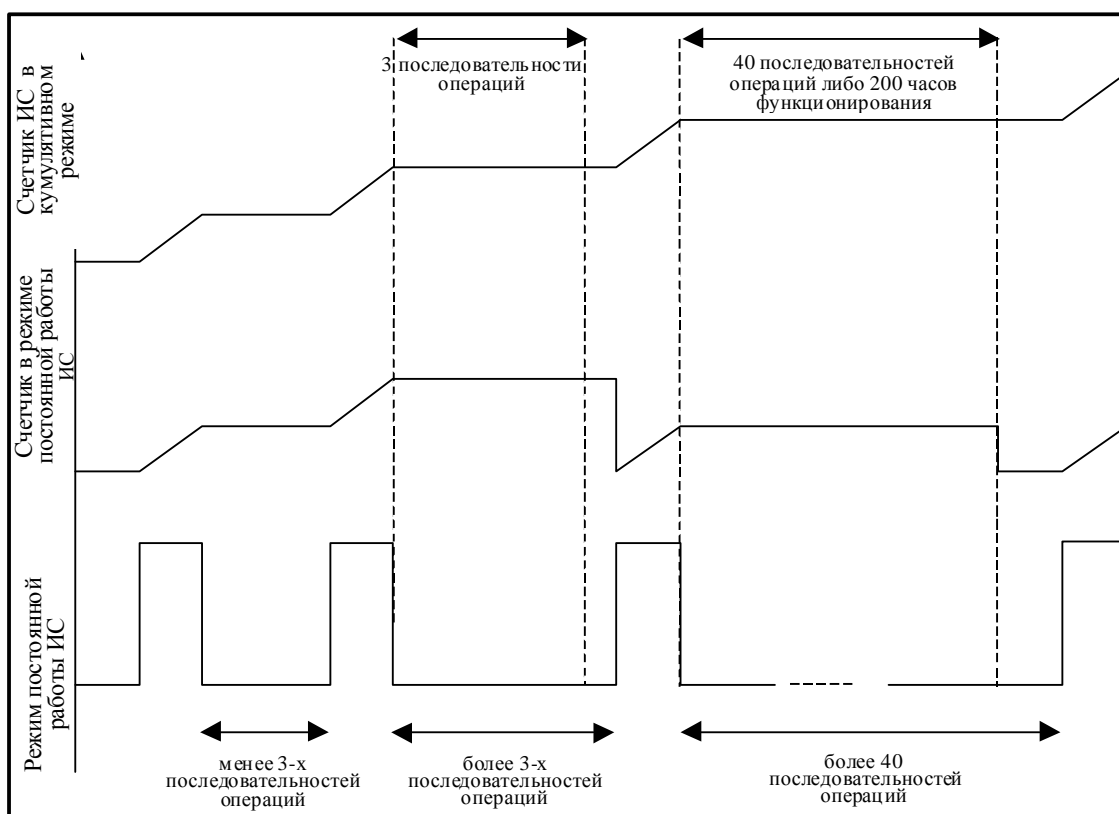 3 последовательности
операций
40 последовательностей
операций либо 200 часов
функционирования
Счетчик ИС в
кумулятивном
режиме
Счетчик в режиме
постоянной работы
ИС
Режим постоянной
работы ИС
менее 3-х
последовательностей
операций
более 3-х
последовательностей
операций
более 40
последовательностей
операций